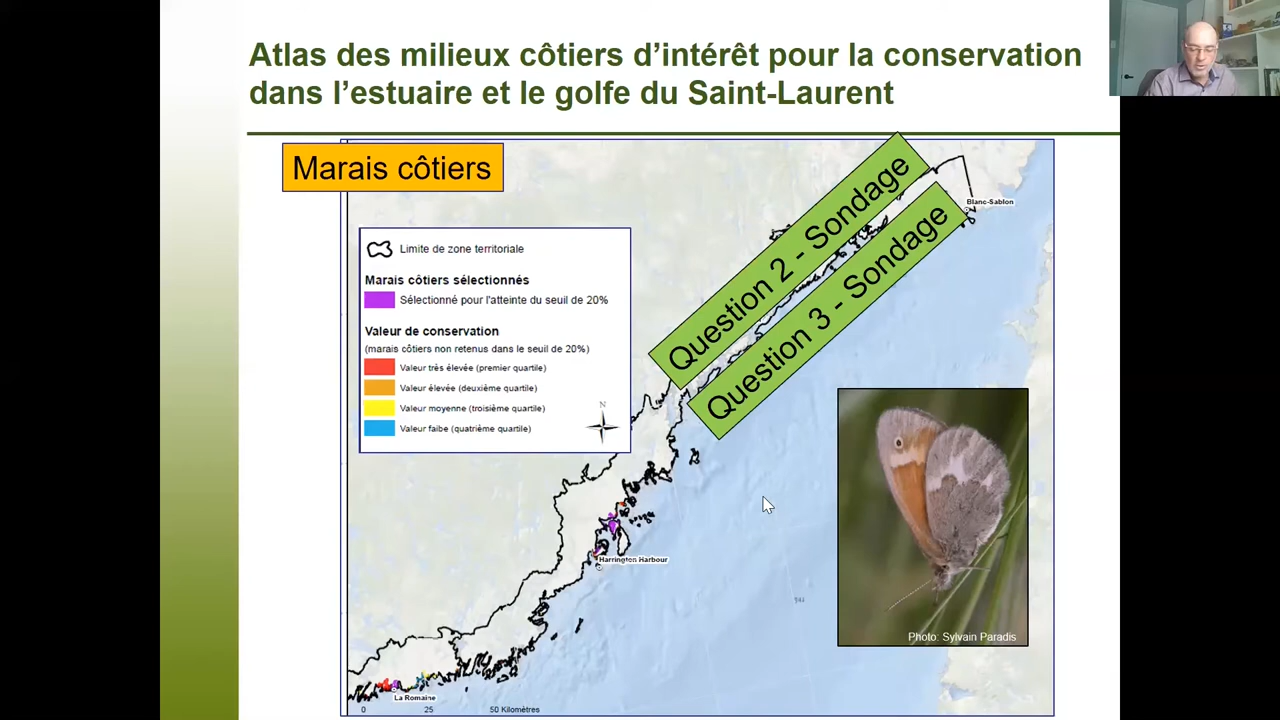 Atlas des milieux côtiers d'intérêt pour la conservation
dans l'estuaire et le golfe du Saint-Laurent
Marais côtiers
Question 2 - Sondage
Question 3 - Sondage
Blanc-Sablon
Limite de zone territoriale
Marais côtiers sélectionnés
Sélectionné pour l'atteinte du seuil de 20%
Valeur de conservation
(marais côtiers non retenus dans le seuil de 20%)
Valeur très élevée (premier quartile)
Valeur élevée (deuxième quartile)
Valeur moyenne (troisième quartile)
Valeur faibe (quatrième quartile)
N
Harrington Harbour
Photo: Sylvain Paradis
La Romaine
0 25 50 Kilomètres